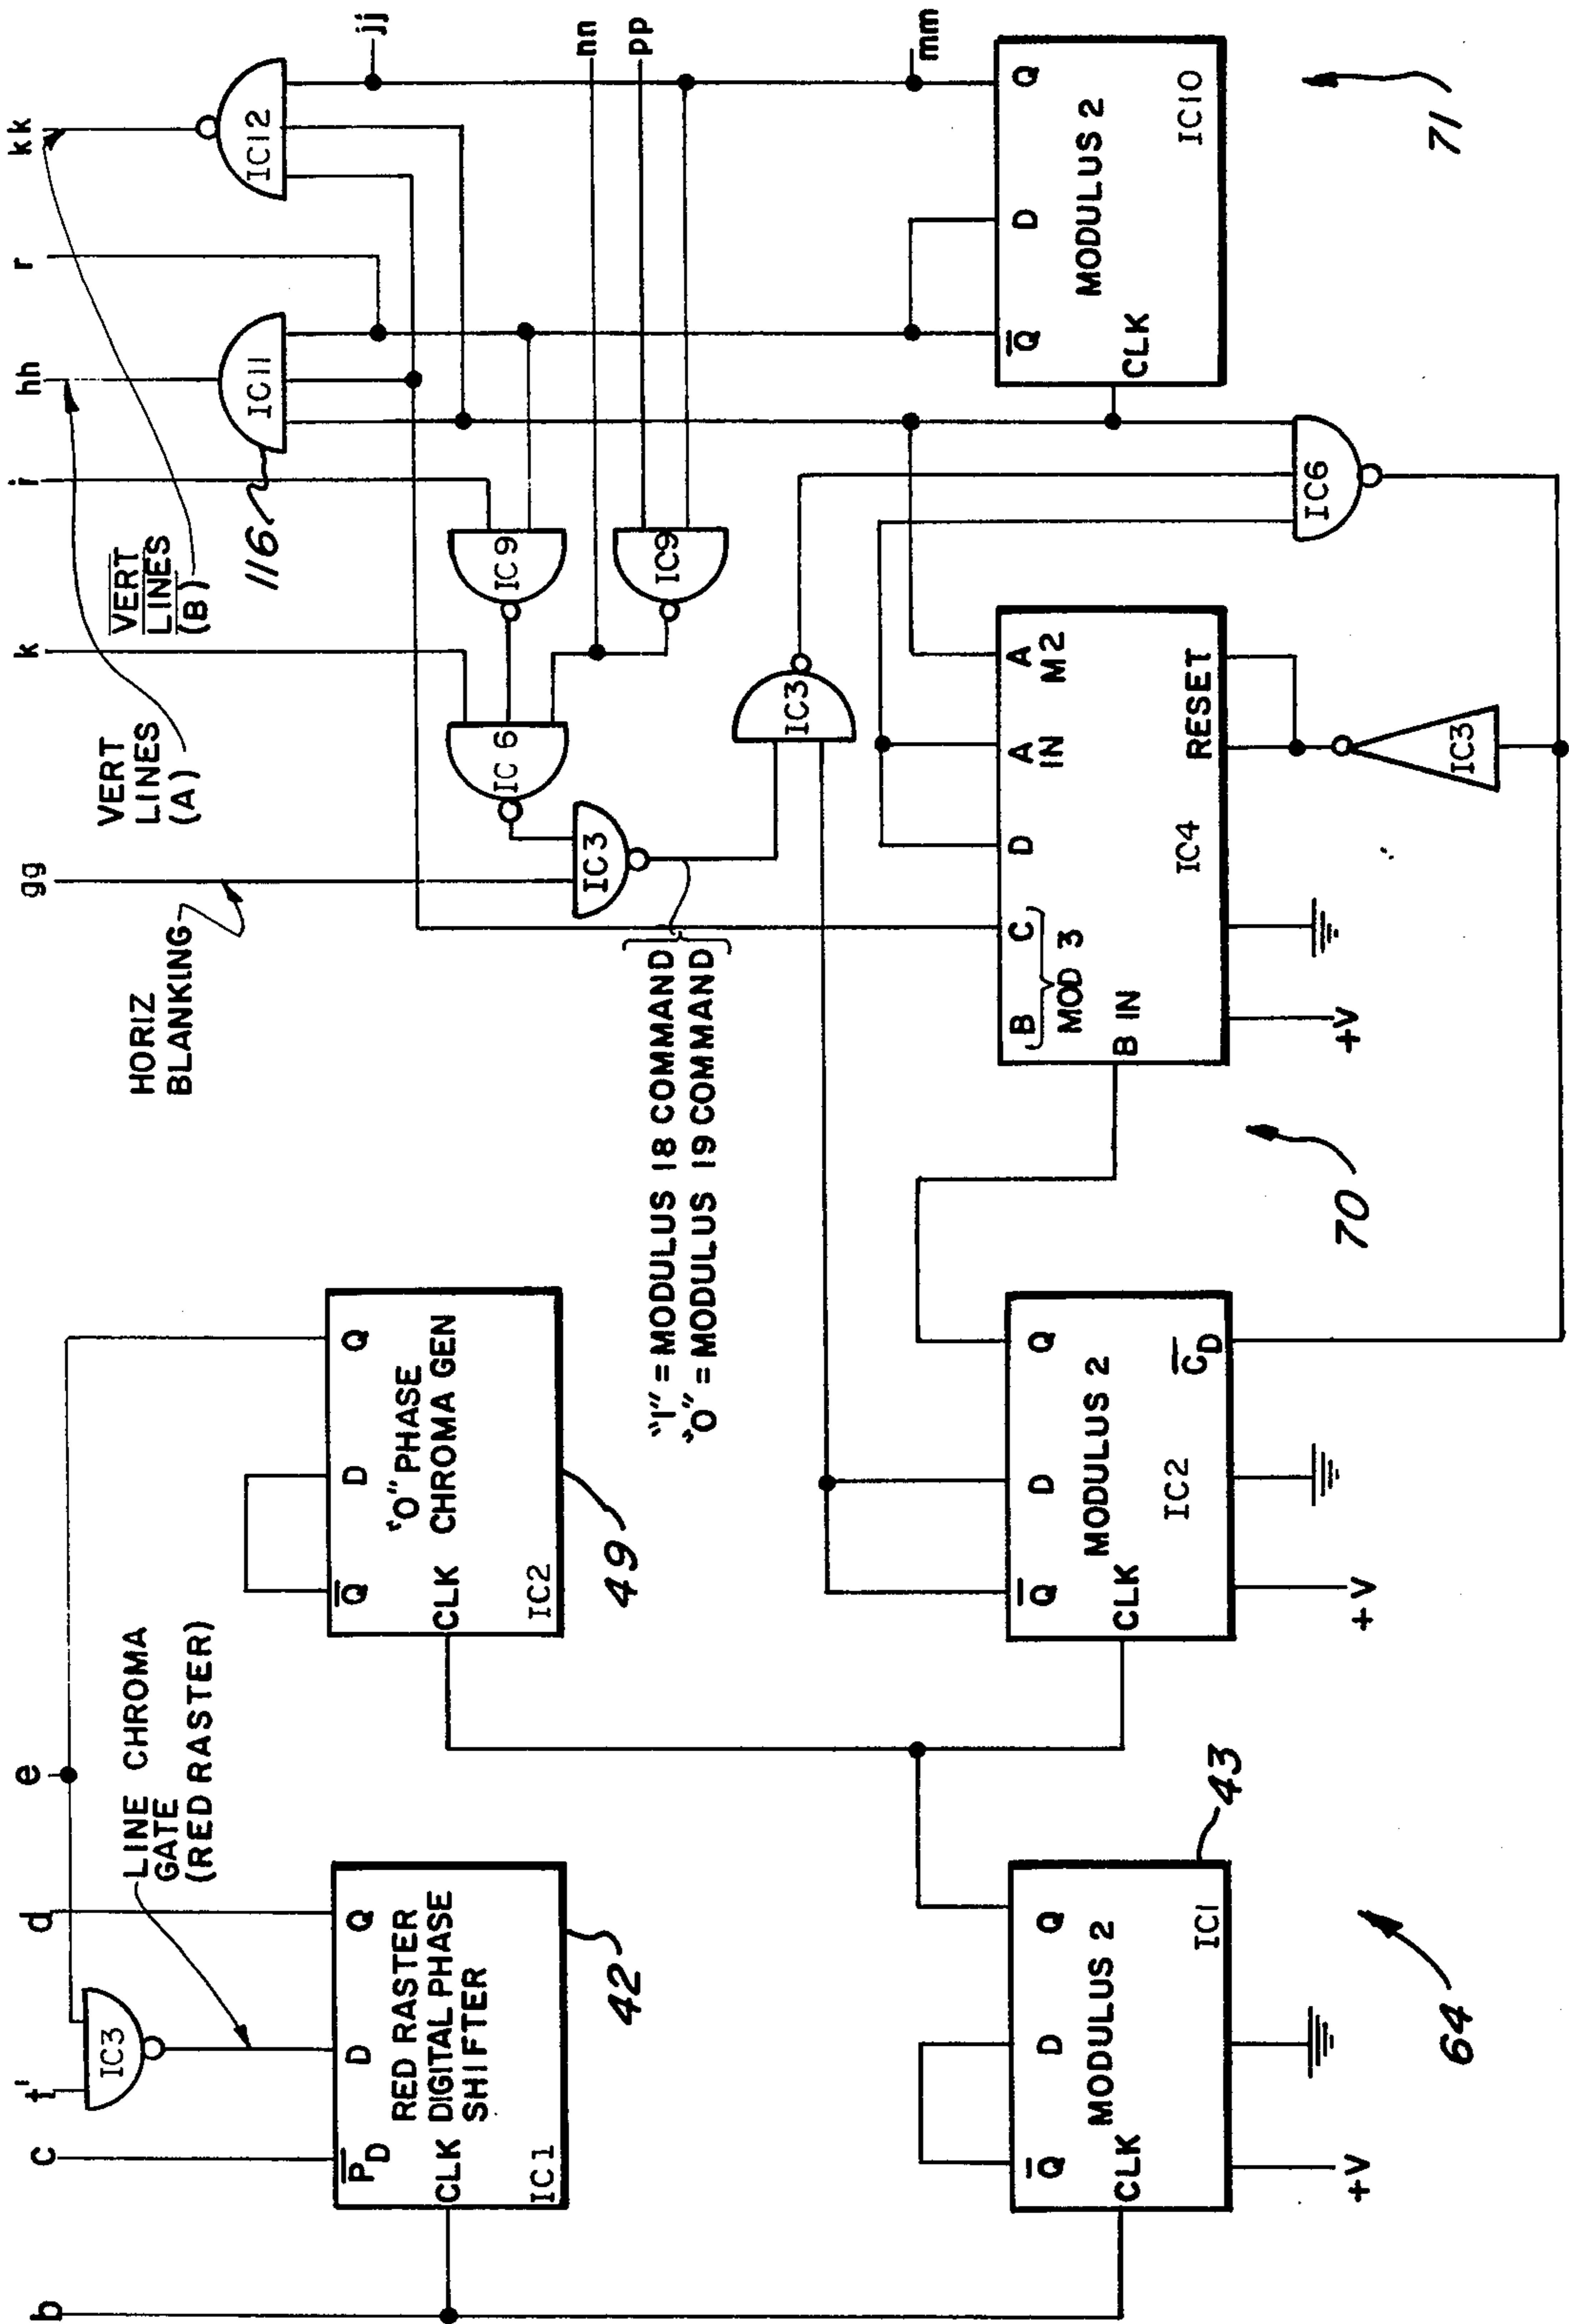 b
c
f'
d
e
k
i
gg
hh
r
kk
jj
nn
pp
mm
LINE CHROMA
GATE
(RED RASTER)
HORIZ
BLANKING
VERT
LINES
(A)
VERT
LINES
(B)
116
IC3
P̅D
D
Q
RED RASTER
DIGITAL PHASE
SHIFTER
CLK
IC1
42
Q̅
D
Q
"0" PHASE
CHROMA GEN
CLK
IC2
49
"1" = MODULUS 18 COMMAND
"0" = MODULUS 19 COMMAND
IC3
IC6
IC9
IC9
IC11
IC12
IC3
Q̅
D
Q
MODULUS 2
CLK
IC1
+V
43
64
Q̅
D
Q
MODULUS 2
CLK
IC2
C̅D
+V
B
C
MOD 3
D
A
IN
A
M2
B IN
IC4
RESET
+V
70
IC3
IC6
Q̅
D
Q
MODULUS 2
CLK
IC10
71